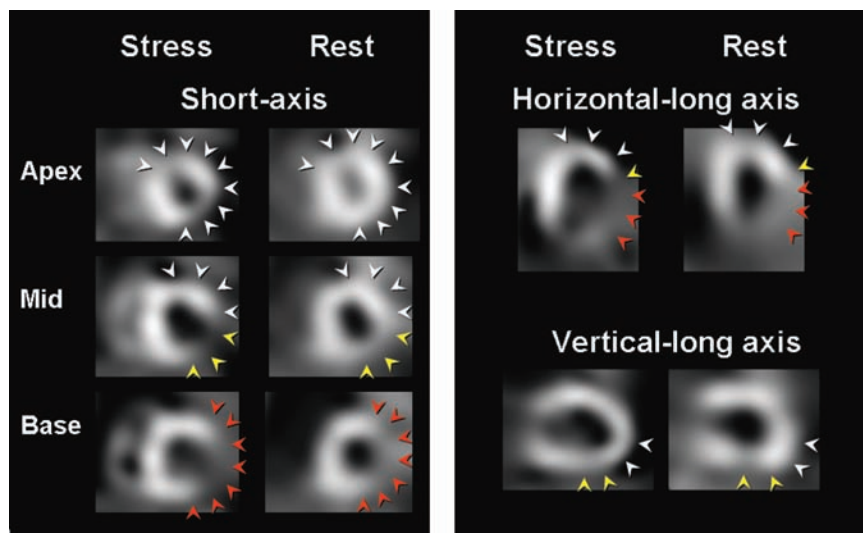 Stress Rest
Short-axis
Apex
Mid
Base
Stress Rest
Horizontal-long axis
Vertical-long axis